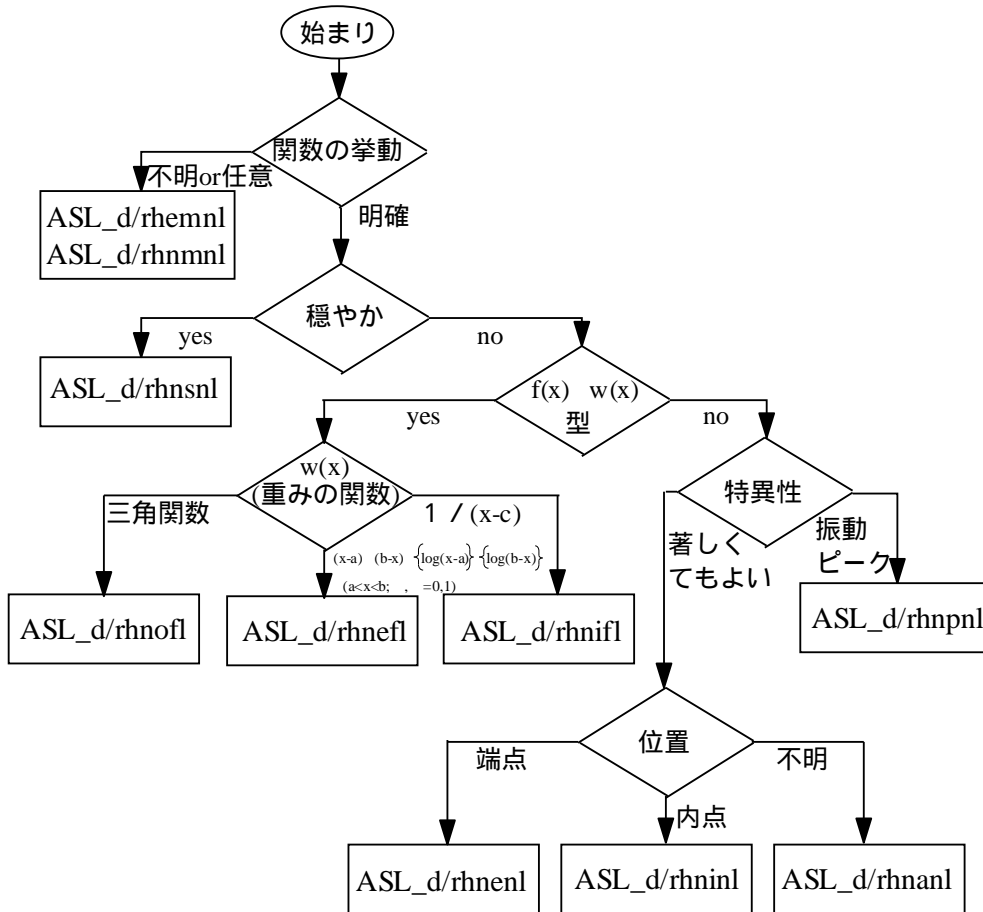 始まり
関数の挙動
不明or任意
明確
ASL_d/rhemnl
ASL_d/rhnmnl
穏やか
yes
no
ASL_d/rhnsnl
f(x) w(x)
型
yes
no
w(x)
(重みの関数)
特異性
三角関数
1 / (x-c)
(x-a) (b-x) {log(x-a)} {log(b-x)}
(a<x<b; , =0,1)
著しく
てもよい
振動
ピーク
ASL_d/rhnofl
ASL_d/rhnefl
ASL_d/rhnifl
ASL_d/rhnpnl
位置
端点
不明
内点
ASL_d/rhnenl
ASL_d/rhninl
ASL_d/rhnanl